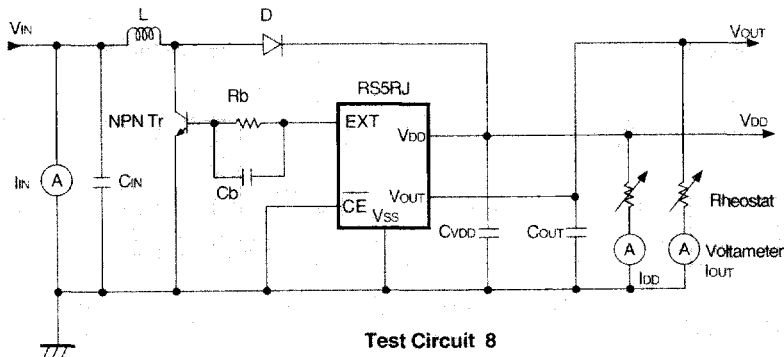 L
D
VIN
VOUT
RS5RJ
Rb
EXT
NPN Tr
VDD
VDD
IIN
A
CIN
Cb
VOUT
CE
VSS
Rheostat
CVDD
COUT
A
A
Voltameter
IDD
IOUT
Test Circuit 8